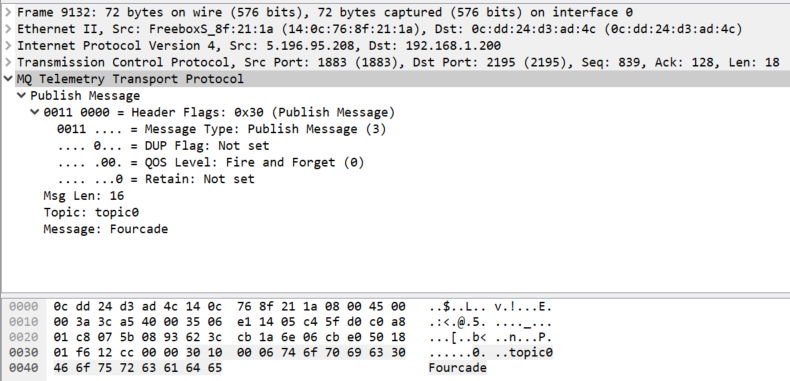 Frame 9132: 72 bytes on wire (576 bits), 72 bytes captured (576 bits) on interface 0
Ethernet II, Src: FreeboxS_8f:21:1a (14:0c:76:8f:21:1a), Dst: 0c:dd:24:d3:ad:4c (0c:dd:24:d3:ad:4c)
Internet Protocol Version 4, Src: 5.196.95.208, Dst: 192.168.1.200
Transmission Control Protocol, Src Port: 1883 (1883), Dst Port: 2195 (2195), Seq: 839, Ack: 128, Len: 18
MQ Telemetry Transport Protocol
Publish Message
0011 0000 = Header Flags: 0x30 (Publish Message)
0011 .... = Message Type: Publish Message (3)
.... 0... = DUP Flag: Not set
.... .00. = QOS Level: Fire and Forget (0)
.... ...0 = Retain: Not set
Msg Len: 16
Topic: topic0
Message: Fourcade
0000 0c dd 24 d3 ad 4c 14 0c 76 8f 21 1a 08 00 45 00 ..$..L.. v.!...E.
0010 00 3a 3c a5 40 00 35 06 e1 14 05 c4 5f d0 c0 a8 .:<.@.5. ...._...
0020 01 c8 07 5b 08 93 62 3c cb 1a 6e 06 cb e0 50 18 ...[..b< ..n...P.
0030 01 f6 12 cc 00 00 30 10 00 06 74 6f 70 69 63 30 ......0. ..topic0
0040 46 6f 75 72 63 61 64 65 Fourcade